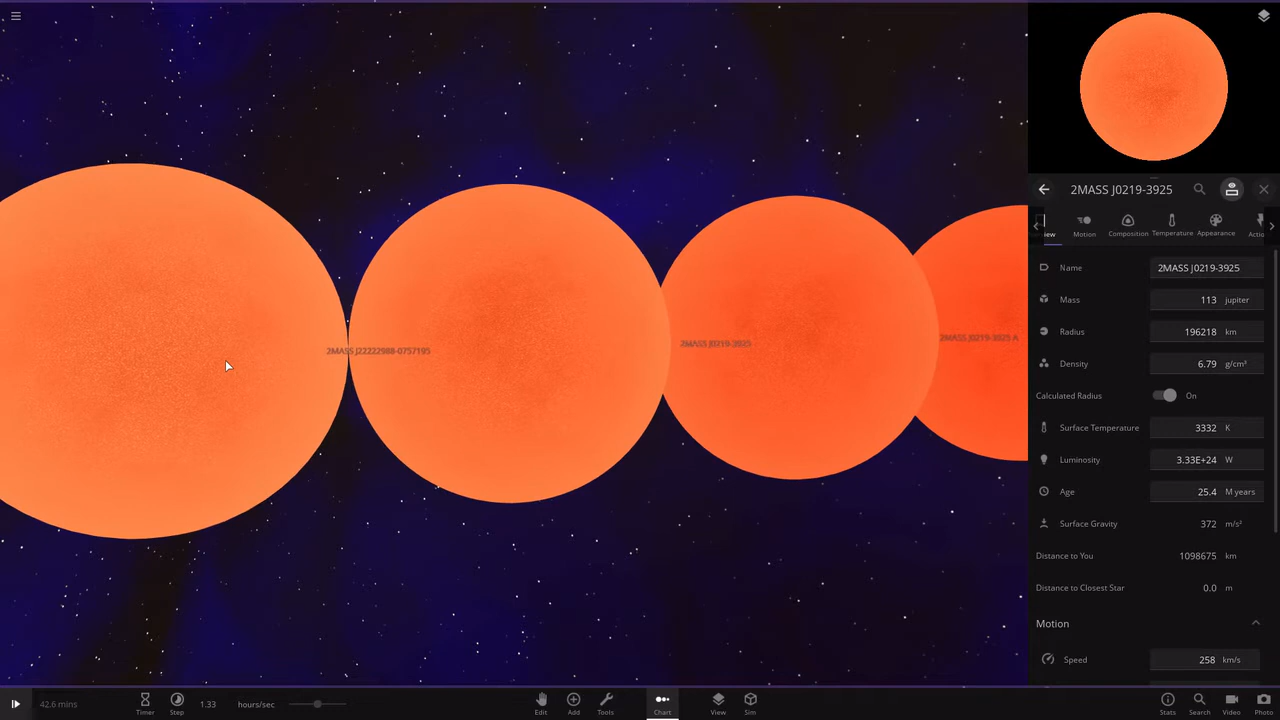 2MASS J22222988-0757195
2MASS J0219-3925
2MASS J0219-3925 A
2MASS J0219-3925
Motion
Composition
Temperature
Appearance
Name
2MASS J0219-3925
Mass
113 jupiter
Radius
196218 km
Density
6.79 g/cm³
Calculated Radius
On
Surface Temperature
3332 K
Luminosity
3.33E+24 W
Age
25.4 M years
Surface Gravity
372 m/s²
Distance to You
1098675 km
Distance to Closest Star
0.0 m
Motion
Speed
258 km/s
42.6 mins
Timer
Step
1.33 hours/sec
Edit
Add
Tools
Chart
View
Sim
Stats
Search
Video
Photo